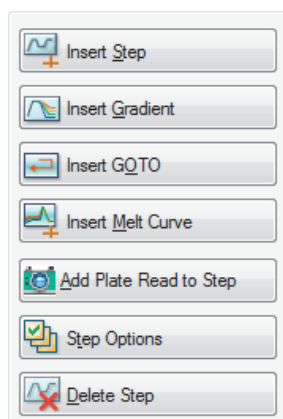 Insert Step
Insert Gradient
Insert GOTO
Insert Melt Curve
Add Plate Read to Step
Step Options
Delete Step